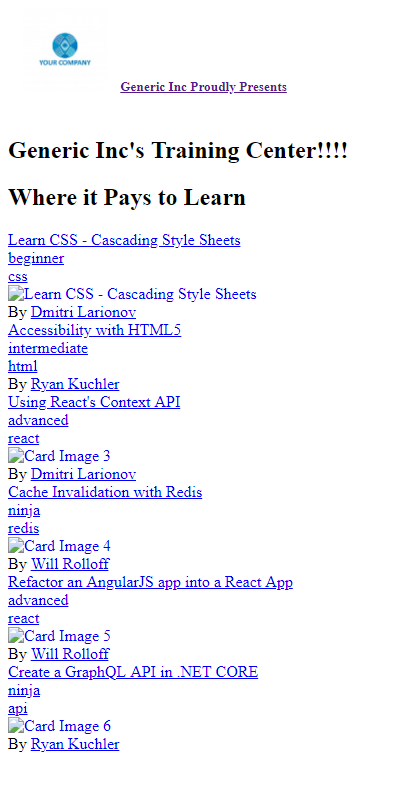 YOUR COMPANY
Generic Inc Proudly Presents
Generic Inc's Training Center!!!!
Where it Pays to Learn
Learn CSS - Cascading Style Sheets
beginner
css
Learn CSS - Cascading Style Sheets
By Dmitri Larionov
Accessibility with HTML5
intermediate
html
By Ryan Kuchler
Using React's Context API
advanced
react
Card Image 3
By Dmitri Larionov
Cache Invalidation with Redis
ninja
redis
Card Image 4
By Will Rolloff
Refactor an AngularJS app into a React App
advanced
react
Card Image 5
By Will Rolloff
Create a GraphQL API in .NET CORE
ninja
api
Card Image 6
By Ryan Kuchler